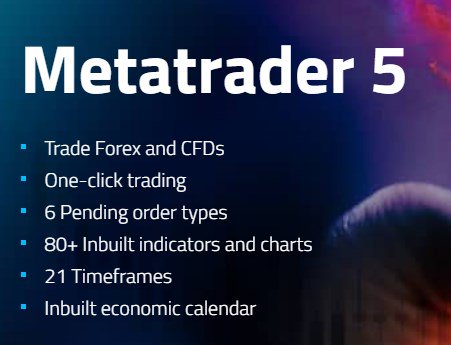 Metatrader 5
Trade Forex and CFDs
One-click trading
6 Pending order types
80+ Inbuilt indicators and charts
21 Timeframes
Inbuilt economic calendar